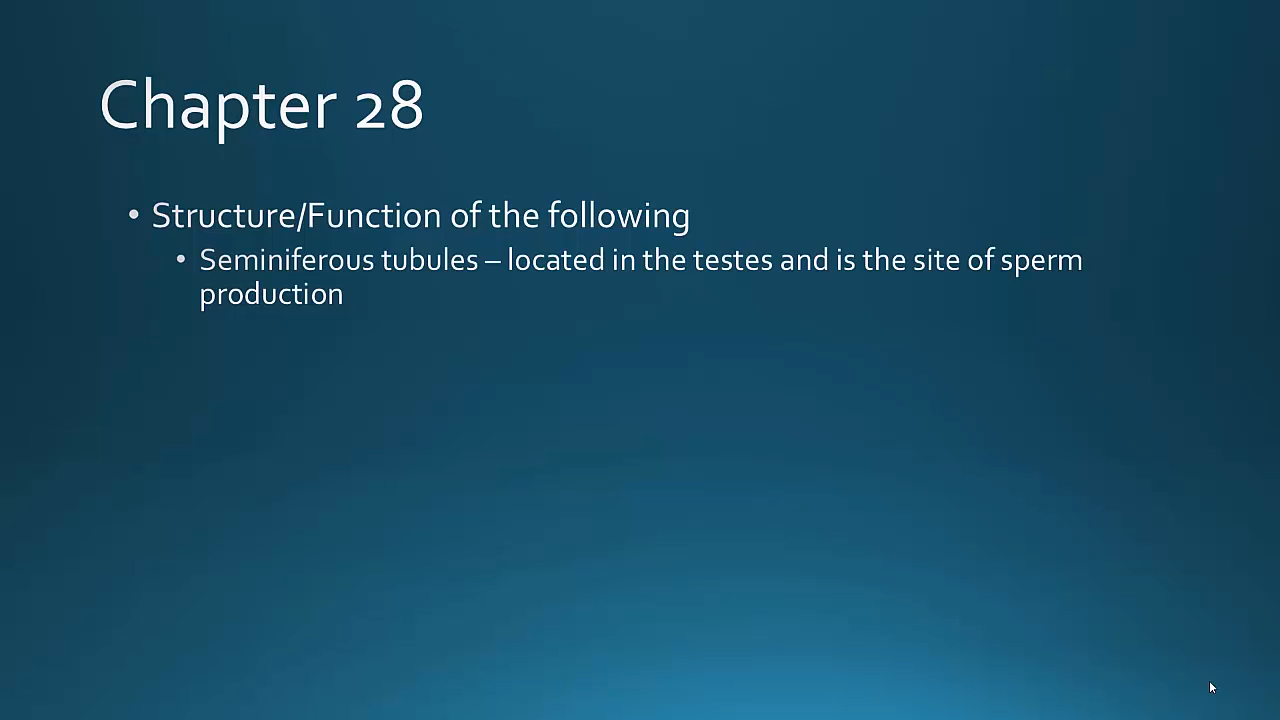 Chapter 28
• Structure/Function of the following
• Seminiferous tubules – located in the testes and is the site of sperm
production